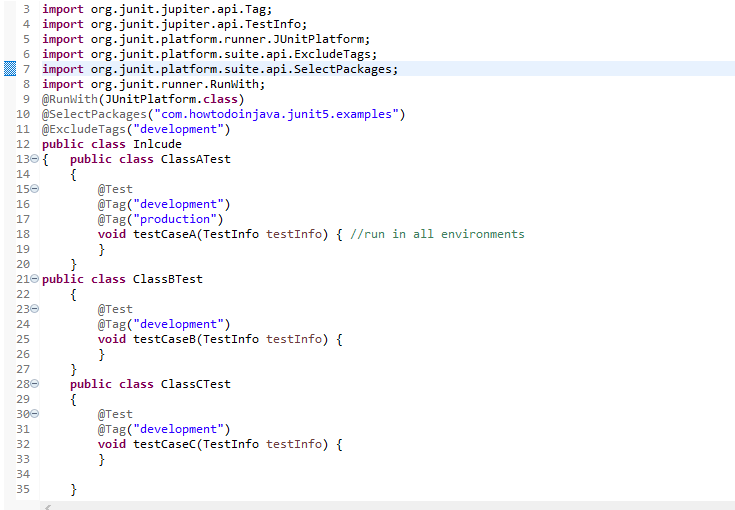 3 import org.junit.jupiter.api.Tag;
4 import org.junit.jupiter.api.TestInfo;
5 import org.junit.platform.runner.JUnitPlatform;
6 import org.junit.platform.suite.api.ExcludeTags;
7 import org.junit.platform.suite.api.SelectPackages;
8 import org.junit.runner.RunWith;
9 @RunWith(JUnitPlatform.class)
10 @SelectPackages("com.howtodoinjava.junit5.examples")
11 @ExcludeTags("development")
12 public class Inlcude
13 {   public class ClassATest
14     {
15         @Test
16         @Tag("development")
17         @Tag("production")
18         void testCaseA(TestInfo testInfo) { //run in all environments
19         }
20     }
21 public class ClassBTest
22     {
23         @Test
24         @Tag("development")
25         void testCaseB(TestInfo testInfo) {
26         }
27     }
28     public class ClassCTest
29     {
30         @Test
31         @Tag("development")
32         void testCaseC(TestInfo testInfo) {
33         }
34
35     }